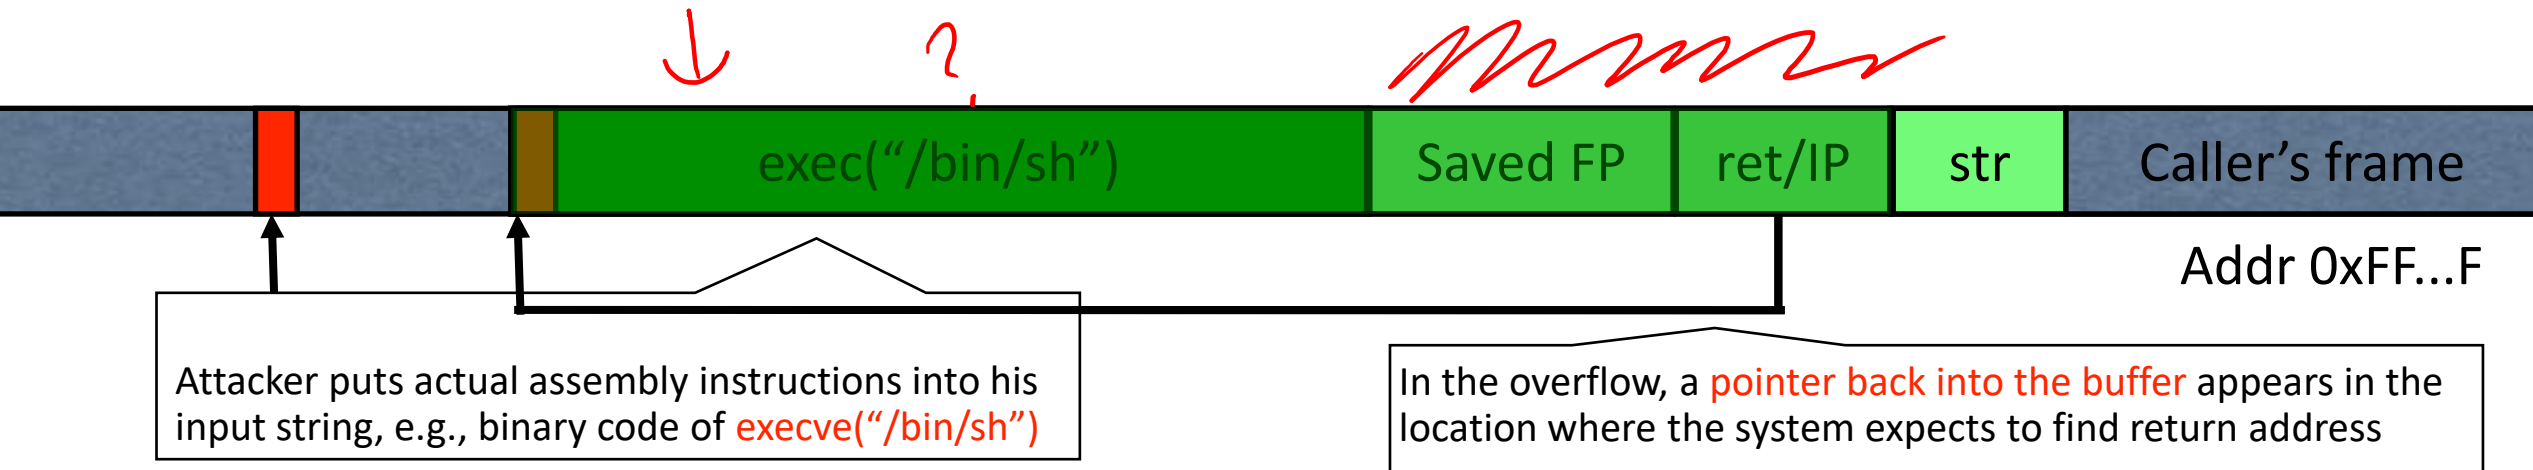 ?
exec(“/bin/sh”) Saved FP ret/IP str Caller’s frame
Addr 0xFF...F
Attacker puts actual assembly instructions into his
input string, e.g., binary code of execve(“/bin/sh”)
In the overflow, a pointer back into the buffer appears in the
location where the system expects to find return address